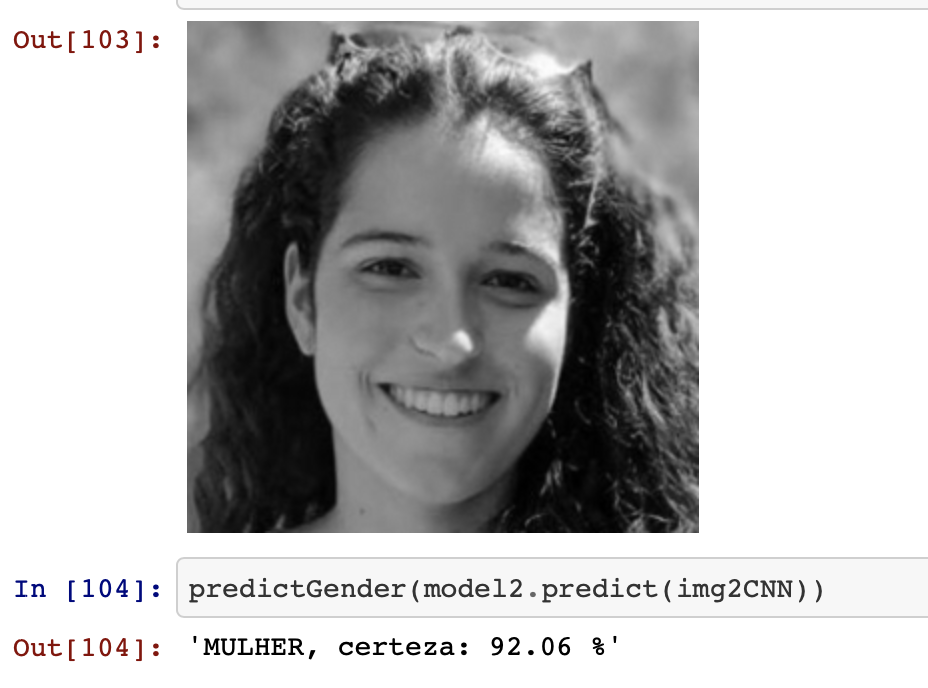 Out[103]:
In [104]: predictGender(model2.predict(img2CNN))
Out[104]: 'MULHER, certeza: 92.06 %'